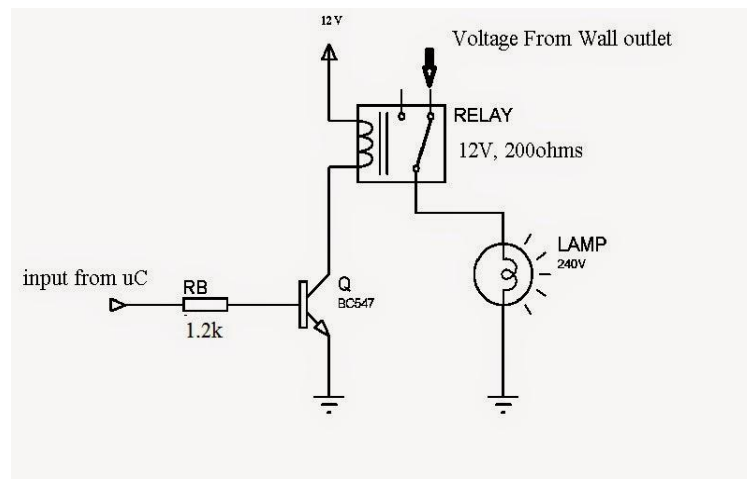 12 V
Voltage From Wall outlet
RELAY
12V, 200ohms
LAMP
240V
input from uC
RB
1.2k
Q
BC547